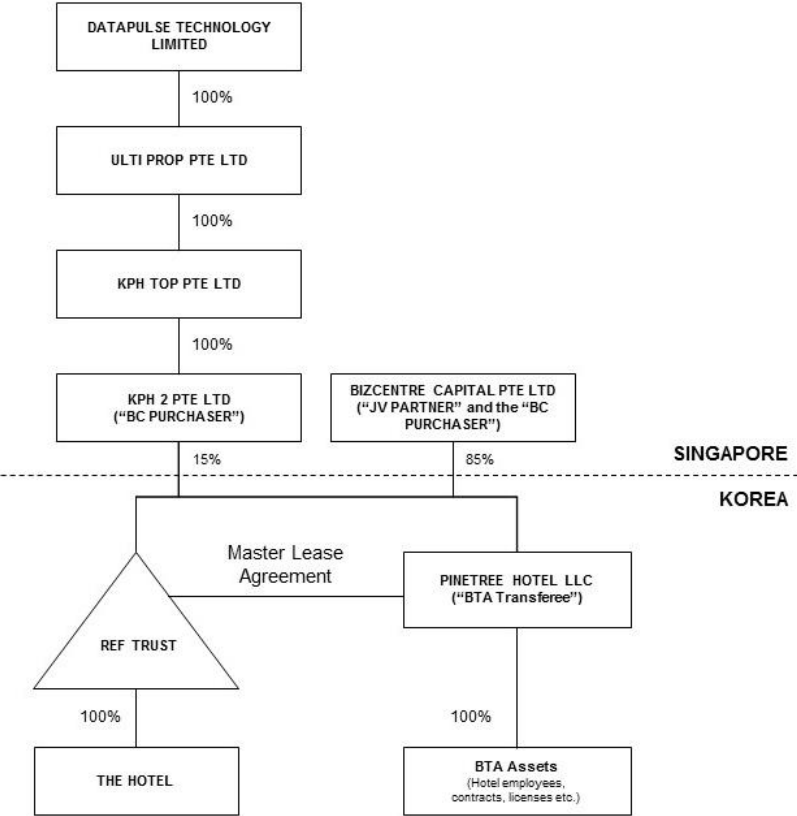 DATAPULSE TECHNOLOGY
LIMITED
100%
ULTI PROP PTE LTD
100%
KPH TOP PTE LTD
100%
KPH 2 PTE LTD
(“BC PURCHASER”)
BIZCENTRE CAPITAL PTE LTD
(“JV PARTNER” and the “BC
PURCHASER”)
15%
85%
SINGAPORE
KOREA
Master Lease
Agreement
PINETREE HOTEL LLC
(“BTA Transferee”)
REF TRUST
100%
100%
THE HOTEL
BTA Assets
(Hotel employees,
contracts, licenses etc.)